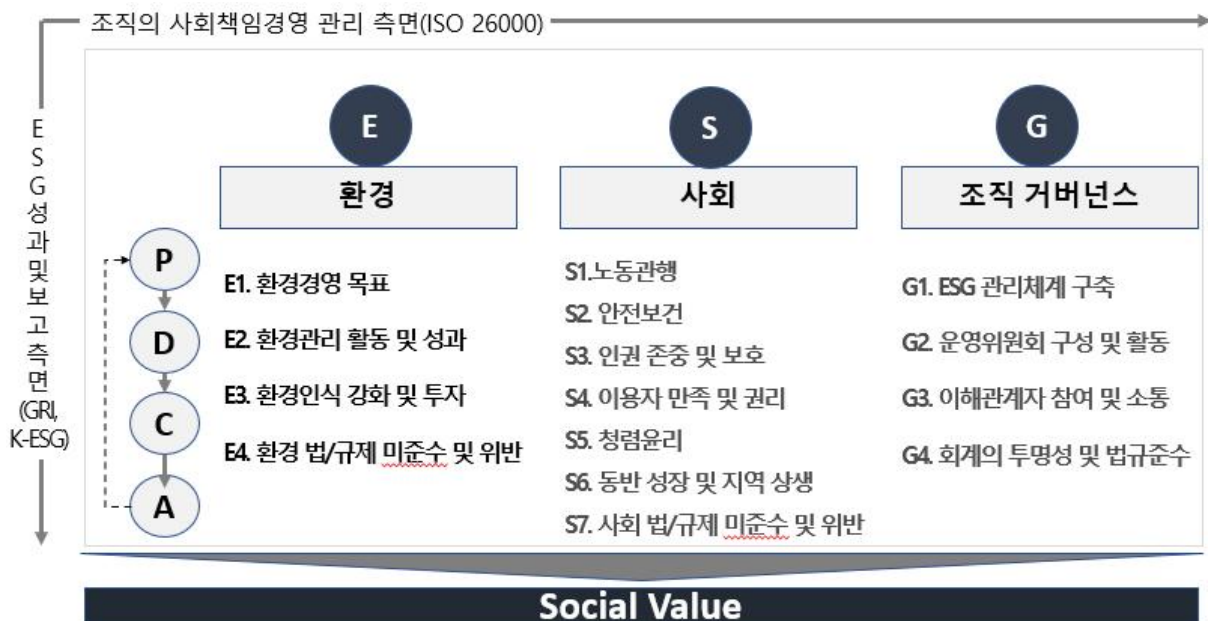 조직의 사회책임경영 관리 측면(ISO 26000)
ESG성과및보고측면
(GRI,
K-ESG)
E
S
G
환경
사회
조직 거버넌스
P
D
C
A
E1. 환경경영 목표
E2. 환경관리 활동 및 성과
E3. 환경인식 강화 및 투자
E4. 환경 법/규제 미준수 및 위반
S1.노동관행
S2. 안전보건
S3. 인권 존중 및 보호
S4. 이용자 만족 및 권리
S5. 청렴윤리
S6. 동반 성장 및 지역 상생
S7. 사회 법/규제 미준수 및 위반
G1. ESG 관리체계 구축
G2. 운영위원회 구성 및 활동
G3. 이해관계자 참여 및 소통
G4. 회계의 투명성 및 법규준수
Social Value